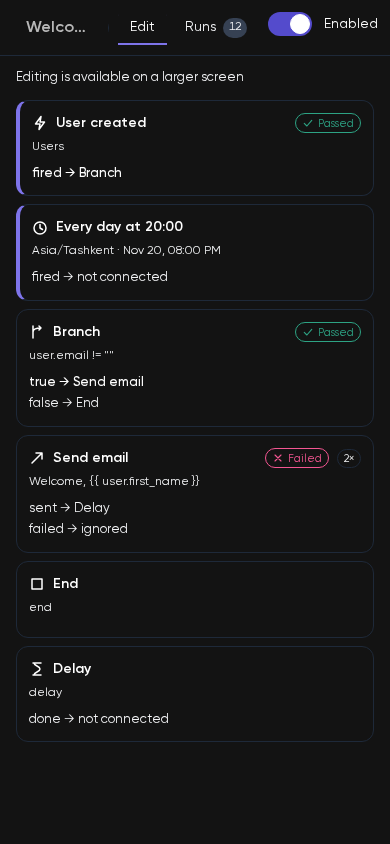 Welco...
Edit
Runs 12
Enabled
Editing is available on a larger screen
User created
Passed
Users
fired → Branch
Every day at 20:00
Asia/Tashkent · Nov 20, 08:00 PM
fired → not connected
Branch
Passed
user.email != ""
true → Send email
false → End
Send email
Failed
2×
Welcome, {{ user.first_name }}
sent → Delay
failed → ignored
End
end
Delay
delay
done → not connected